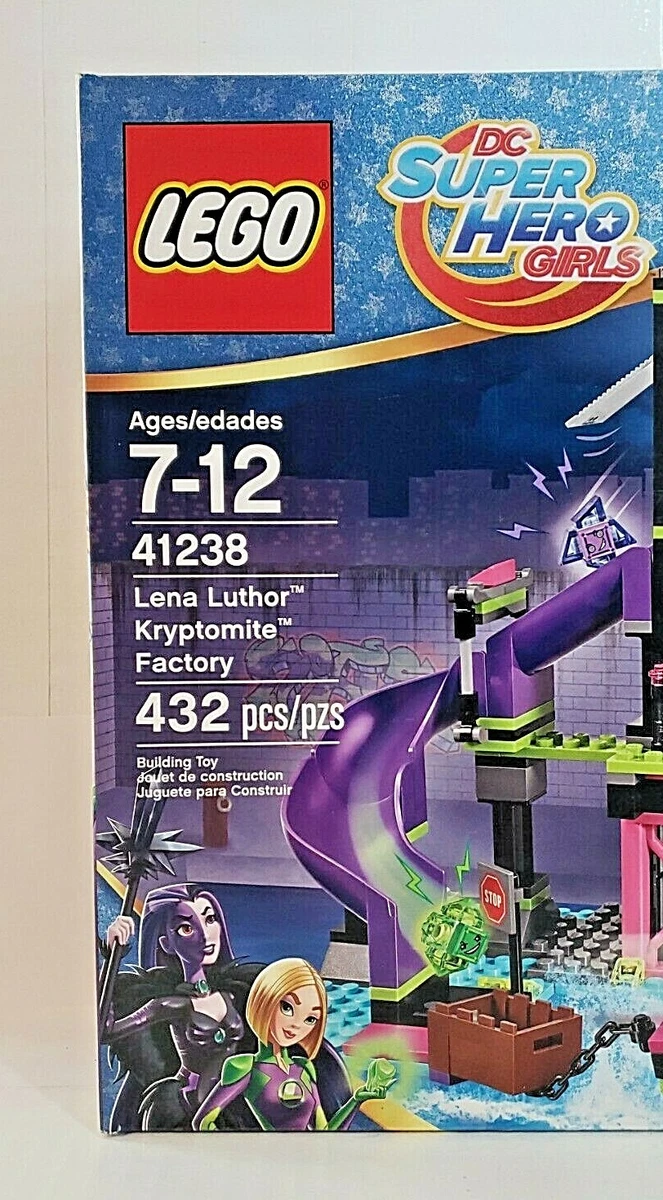 LEGO®
DC
SUPER
HERO
GIRLS
Ages/edades
7-12
41238
Lena Luthor™
Kryptomite™
Factory
432 pcs/pzs
Building Toy
Jouet de construction
Juguete para Construir
STOP